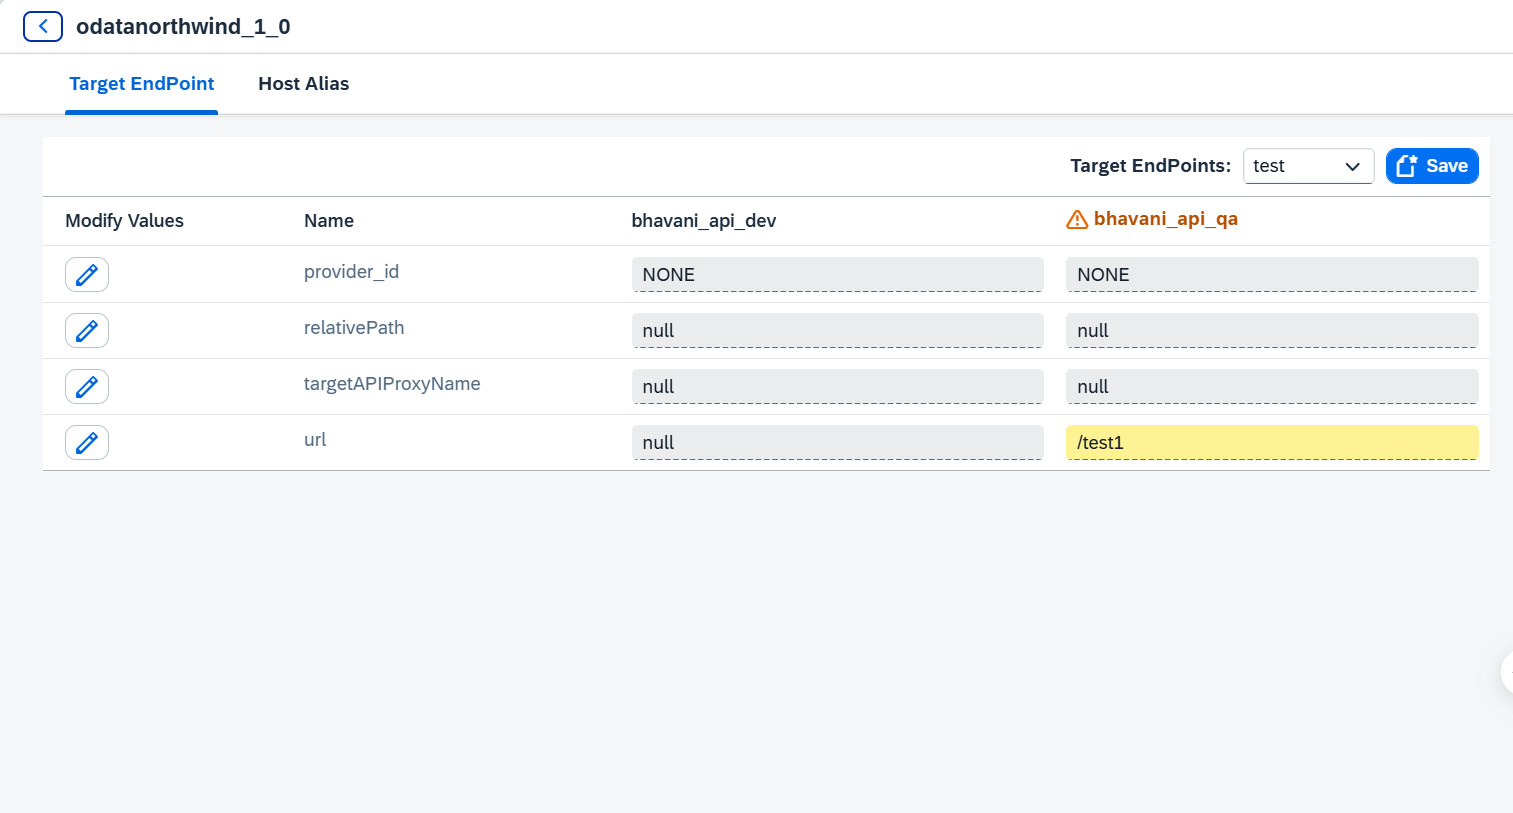 odatanorthwind_1_0
Target EndPoint Host Alias
Target EndPoints: test Save
Modify Values Name bhavani_api_dev bhavani_api_qa
provider_id NONE NONE
relativePath null null
targetAPIProxyName null null
url null /test1